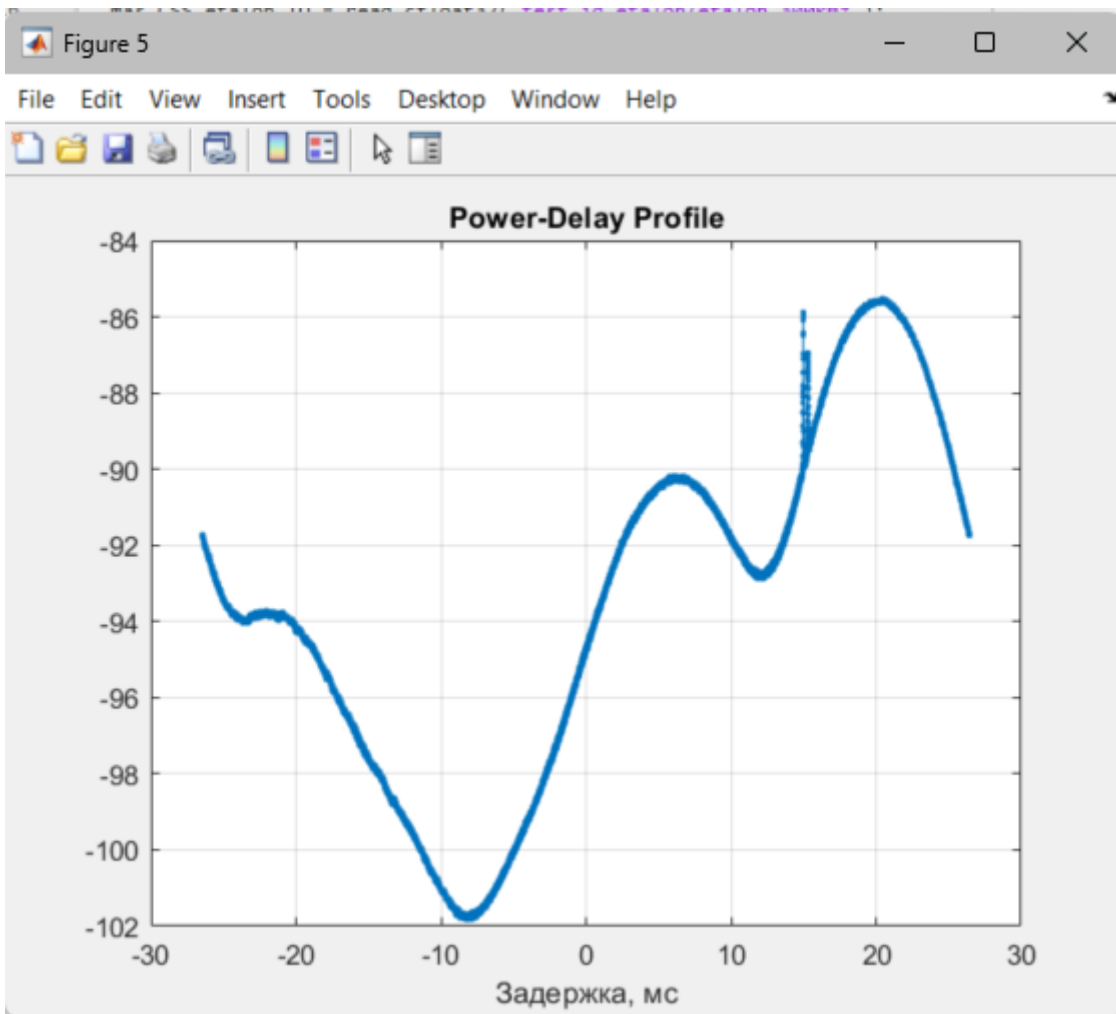 Figure 5
File Edit View Insert Tools Desktop Window Help
Power-Delay Profile
-84
-86
-88
-90
-92
-94
-96
-98
-100
-102
-30 -20 -10 0 10 20 30
Задержка, мс